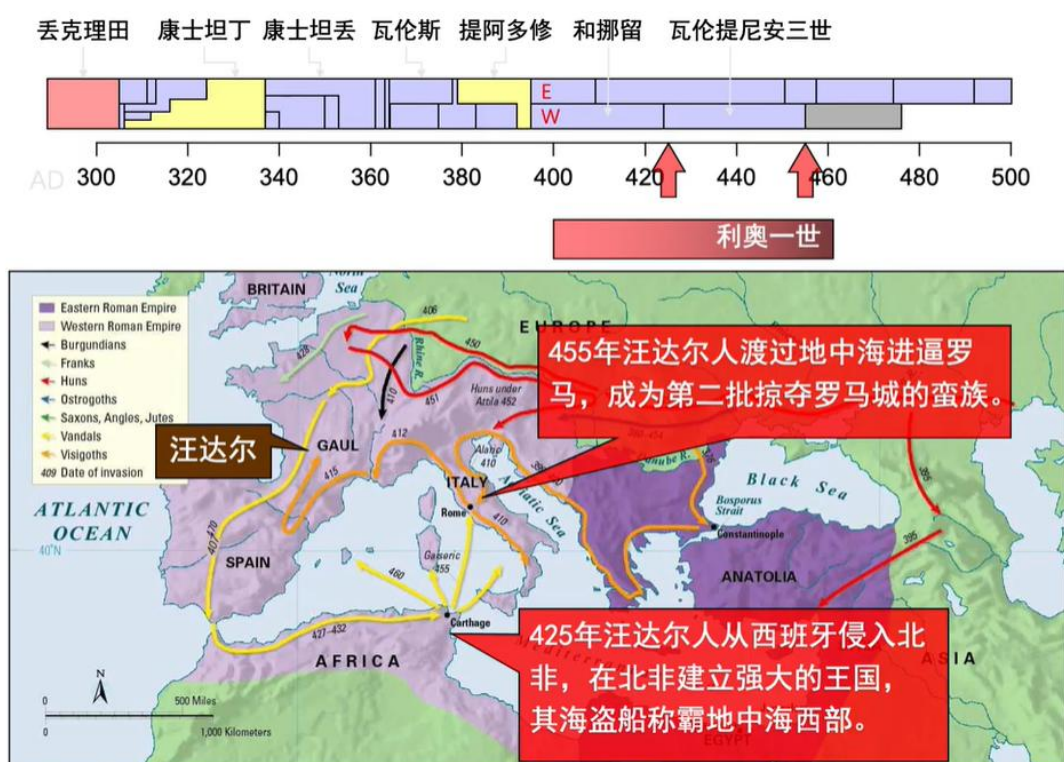 丢克理田 康士坦丁 康士坦丢 瓦伦斯 提阿多修 和挪留 瓦伦提尼安三世
E
W
AD 300 320 340 360 380 400 420 440 460 480 500
利奥一世
Eastern Roman Empire
Western Roman Empire
Burgundians
Franks
Huns
Ostrogoths
Saxons, Angles, Jutes
Vandals
Visigoths
409 Date of invasion
BRITAIN
North
Sea
406
EUROPE
428
Rhine R.
450
410
451
Huns under
Attila 452
455年汪达尔人渡过地中海进逼罗
马，成为第二批掠夺罗马城的蛮族。
汪达尔
GAUL
412
415
Alaric
410
Danube R.
395
ITALY
Adriatic Sea
Rome
410
Black Sea
Bosporus
Strait
Constantinople
395
395
ATLANTIC
OCEAN
40°N
SPAIN
Gaiseric
455
460
ANATOLIA
Carthage
427–432
AFRICA
425年汪达尔人从西班牙侵入北
非，在北非建立强大的王国，
其海盗船称霸地中海西部。
ASIA
EGYPT
N
0 500 Miles
0 1,000 Kilometers